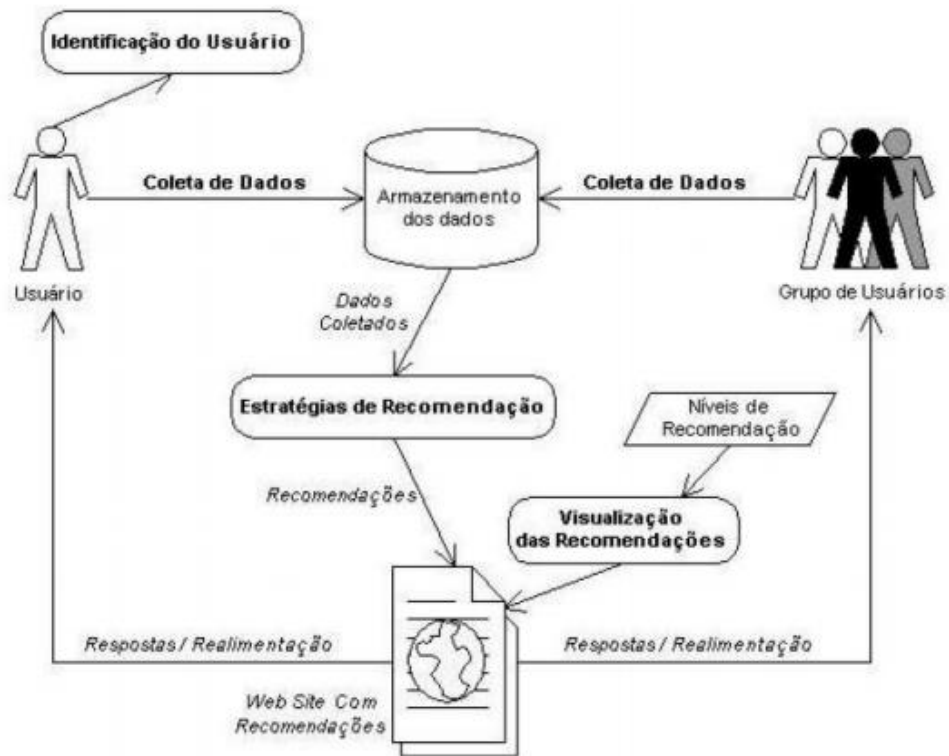 Identificação do Usuário
Coleta de Dados
Armazenamento
dos dados
Coleta de Dados
Usuário
Grupo de Usuários
Dados
Coletados
Estratégias de Recomendação
Níveis de
Recomendação
Recomendações
Visualização
das Recomendações
Respostas / Realimentação
Respostas / Realimentação
Web Site Com
Recomendações